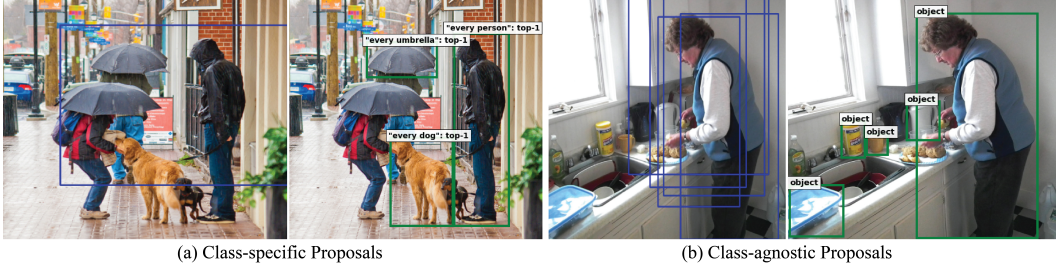 "every person": top-1
"every umbrella": top-1
"every dog": top-1
object
object
object
object
object
(a) Class-specific Proposals
(b) Class-agnostic Proposals